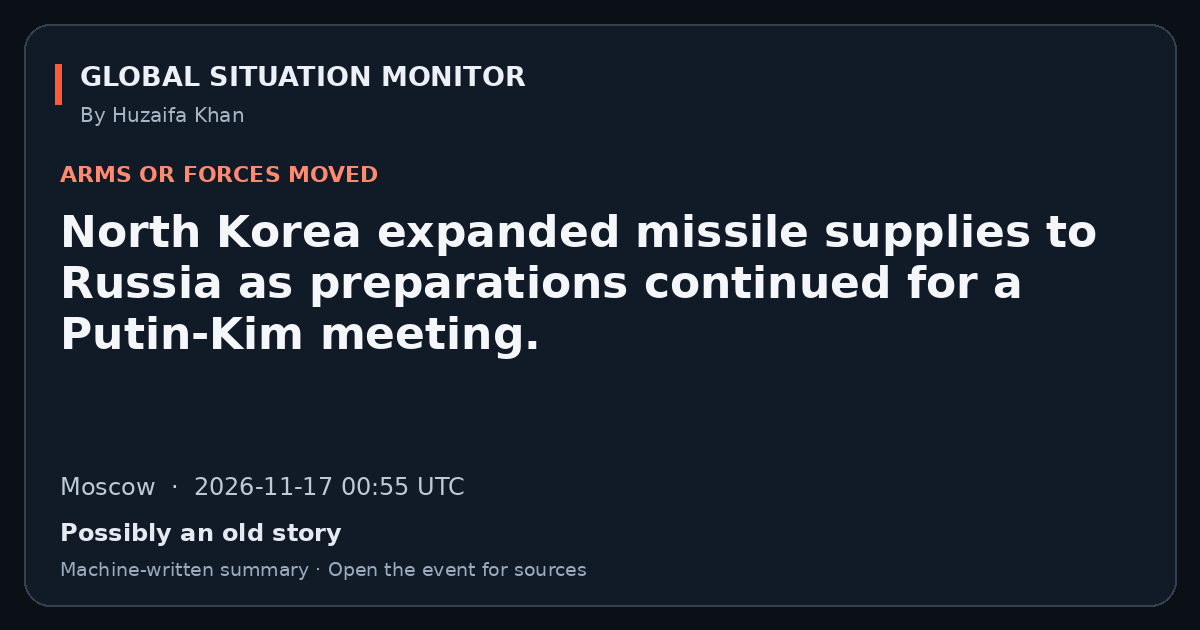 GLOBAL SITUATION MONITOR
By Huzaifa Khan
ARMS OR FORCES MOVED
North Korea expanded missile supplies to
Russia as preparations continued for a
Putin-Kim meeting.
Moscow · 2026-11-17 00:55 UTC
Possibly an old story
Machine-written summary · Open the event for sources